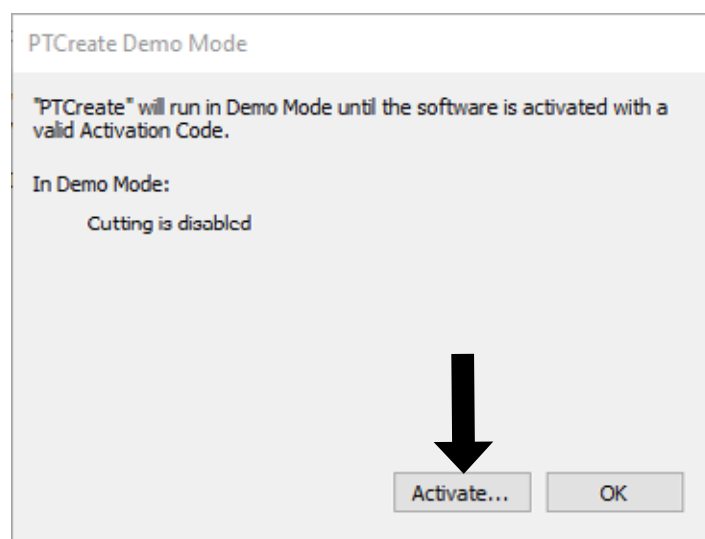 PTCreate Demo Mode
"PTCreate" will run in Demo Mode until the software is activated with a
valid Activation Code.
In Demo Mode:
Cutting is disabled
Activate...
OK